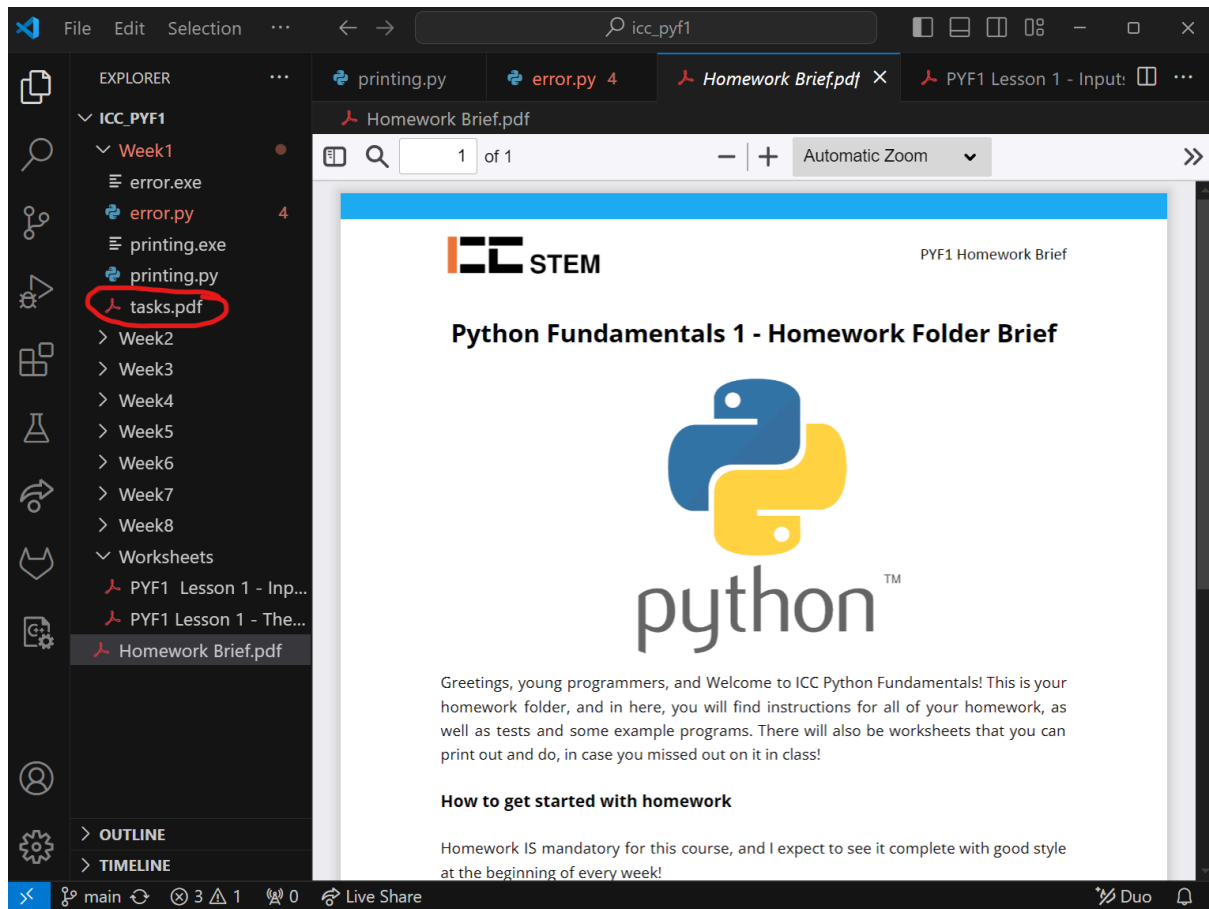 File Edit Selection ··· icc_pyf1
EXPLORER ···
ICC_PYF1
Week1
error.exe
error.py 4
printing.exe
printing.py
tasks.pdf
Week2
Week3
Week4
Week5
Week6
Week7
Week8
Worksheets
PYF1 Lesson 1 - Inp...
PYF1 Lesson 1 - The...
Homework Brief.pdf
OUTLINE
TIMELINE
printing.py error.py 4 Homework Brief.pdf PYF1 Lesson 1 - Input: ···
Homework Brief.pdf
1 of 1 Automatic Zoom
ICC STEM PYF1 Homework Brief
Python Fundamentals 1 - Homework Folder Brief
python™
Greetings, young programmers, and Welcome to ICC Python Fundamentals! This is your
homework folder, and in here, you will find instructions for all of your homework, as
well as tests and some example programs. There will also be worksheets that you can
print out and do, in case you missed out on it in class!
How to get started with homework
Homework IS mandatory for this course, and I expect to see it complete with good style
at the beginning of every week!
main 3 1 0 Live Share Duo